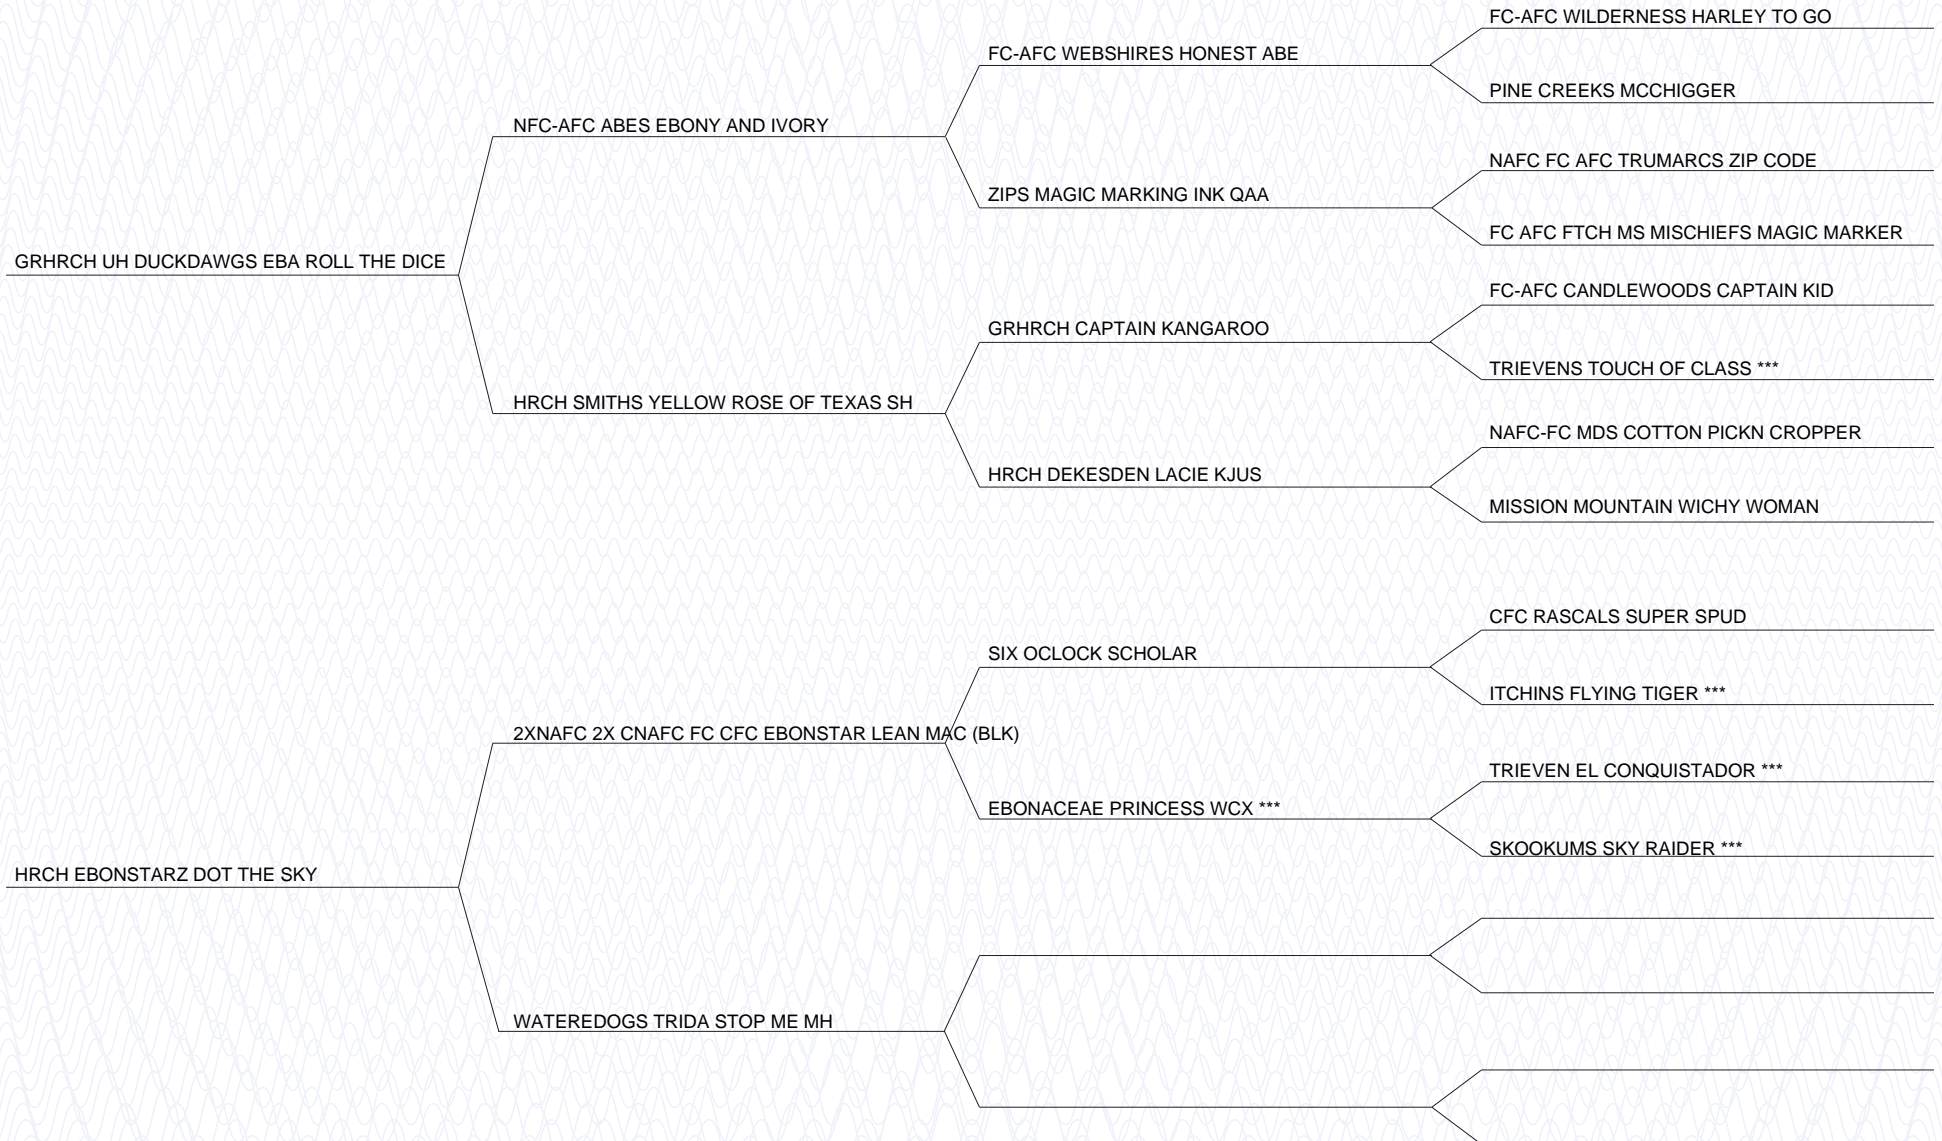 FC-AFC WILDERNESS HARLEY TO GO
FC-AFC WEBSHIRES HONEST ABE
PINE CREEKS MCCHIGGER
NFC-AFC ABES EBONY AND IVORY
NAFC FC AFC TRUMARCS ZIP CODE
ZIPS MAGIC MARKING INK QAA
FC AFC FTCH MS MISCHIEFS MAGIC MARKER
GRHRCH UH DUCKDAWGS EBA ROLL THE DICE
FC-AFC CANDLEWOODS CAPTAIN KID
GRHRCH CAPTAIN KANGAROO
TRIEVENS TOUCH OF CLASS ***
HRCH SMITHS YELLOW ROSE OF TEXAS SH
NAFC-FC MDS COTTON PICKN CROPPER
HRCH DEKESDEN LACIE KJUS
MISSION MOUNTAIN WICHY WOMAN
CFC RASCALS SUPER SPUD
SIX OCLOCK SCHOLAR
ITCHINS FLYING TIGER ***
2XNAFC 2X CNAFC FC CFC EBONSTAR LEAN MAC (BLK)
TRIEVEN EL CONQUISTADOR ***
EBONACEAE PRINCESS WCX ***
SKOOKUMS SKY RAIDER ***
HRCH EBONSTARZ DOT THE SKY
WATEREDOGS TRIDA STOP ME MH